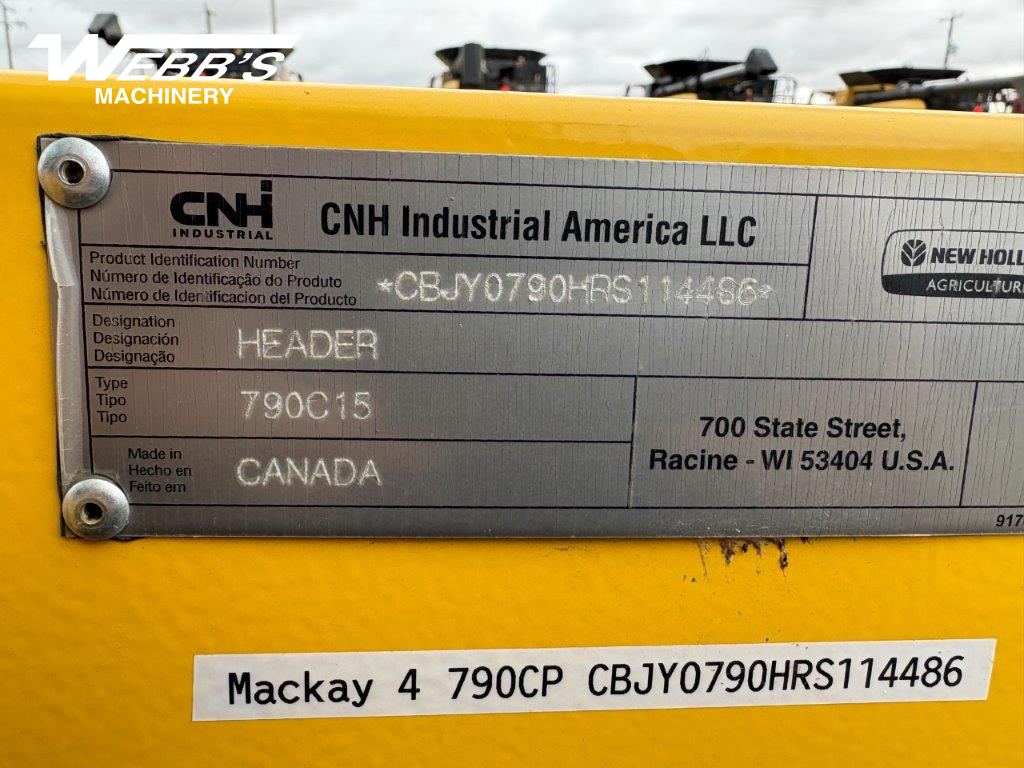 WEBB'S
MACHINERY
CNH
INDUSTRIAL
CNH Industrial America LLC
Product Identification Number
Número de Identificação do Produto
Número de Identificacion del Producto
*CBJY0790HRS114486*
NEW HOLL
AGRICULTURE
Designation
Designación
Designação
HEADER
Type
Tipo
Tipo
790C15
700 State Street,
Racine - WI 53404 U.S.A.
Made in
Hecho en
Feito em
CANADA
917
Mackay 4 790CP CBJY0790HRS114486